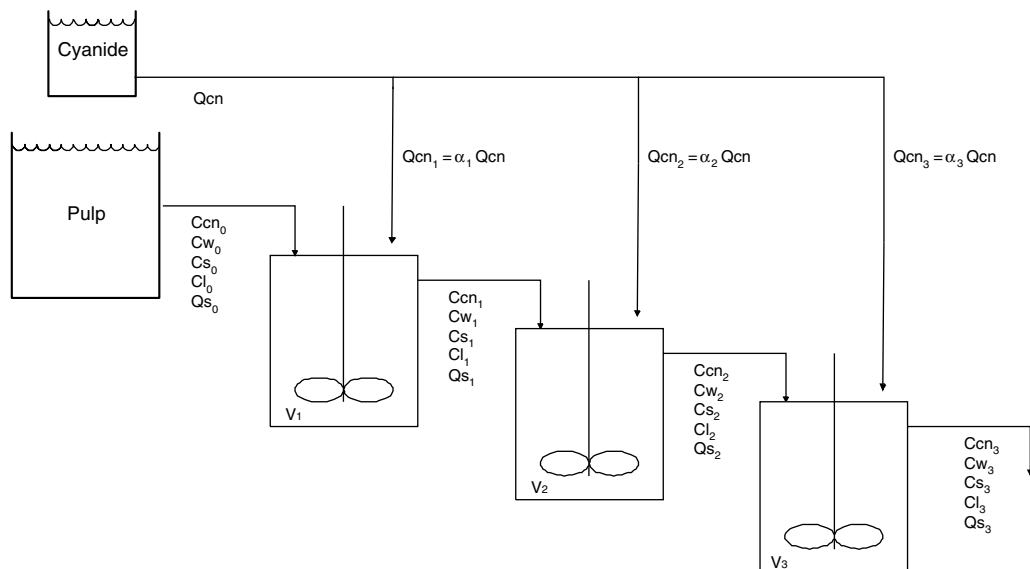 Cyanide
Qcn
Qcn₁ = α₁ Qcn
Qcn₂ = α₂ Qcn
Qcn₃ = α₃ Qcn
Pulp
Ccn₀
Cw₀
Cs₀
Cl₀
Qs₀
V₁
Ccn₁
Cw₁
Cs₁
Cl₁
Qs₁
V₂
Ccn₂
Cw₂
Cs₂
Cl₂
Qs₂
V₃
Ccn₃
Cw₃
Cs₃
Cl₃
Qs₃